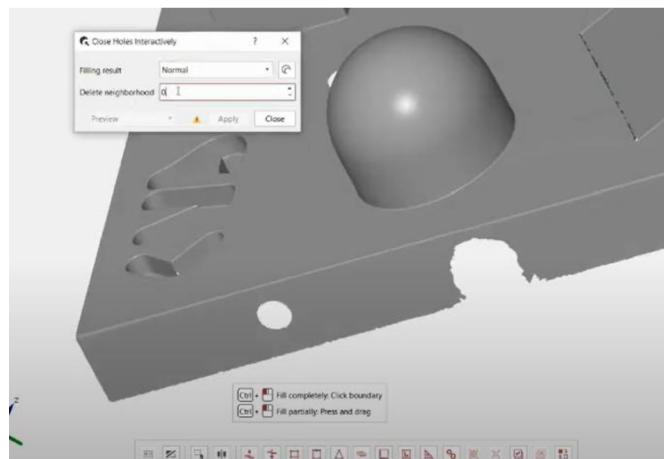 Close Holes Interactively ? ×
Filling result Normal
Delete neighborhood 0
Preview Apply Close
z
Ctrl + Fill completely: Click boundary
Ctrl + Fill partially: Press and drag